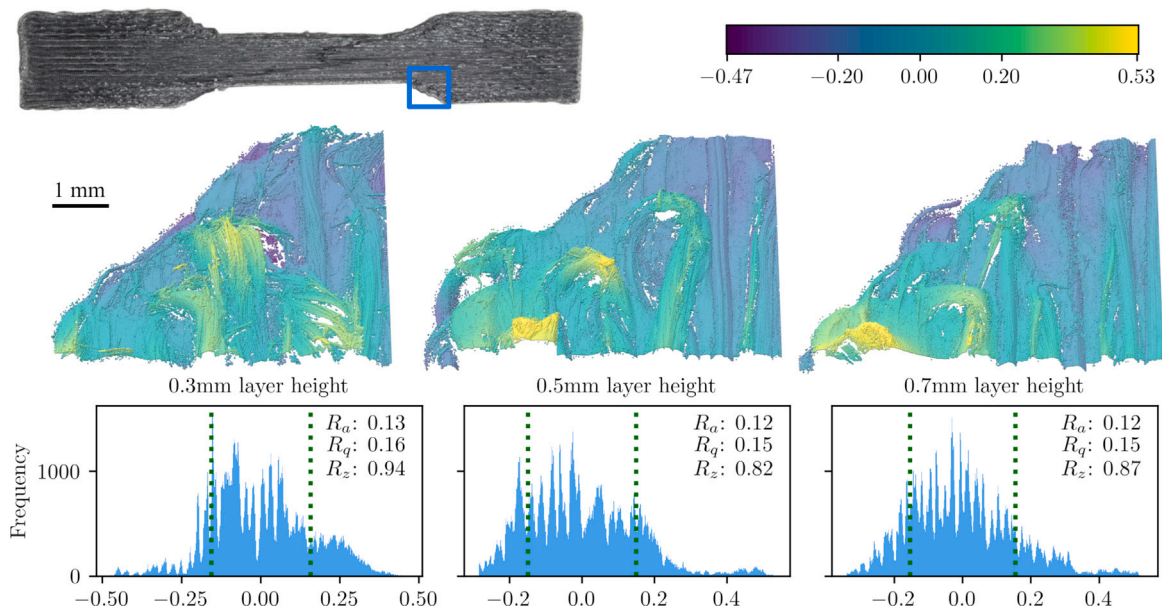 −0.47 −0.20 0.00 0.20 0.53
1 mm
0.3mm layer height 0.5mm layer height 0.7mm layer height
Frequency
1000
0
R_a: 0.13
R_q: 0.16
R_z: 0.94
R_a: 0.12
R_q: 0.15
R_z: 0.82
R_a: 0.12
R_q: 0.15
R_z: 0.87
−0.50 −0.25 0.00 0.25 0.50
−0.2 0.0 0.2 0.4
−0.2 0.0 0.2 0.4